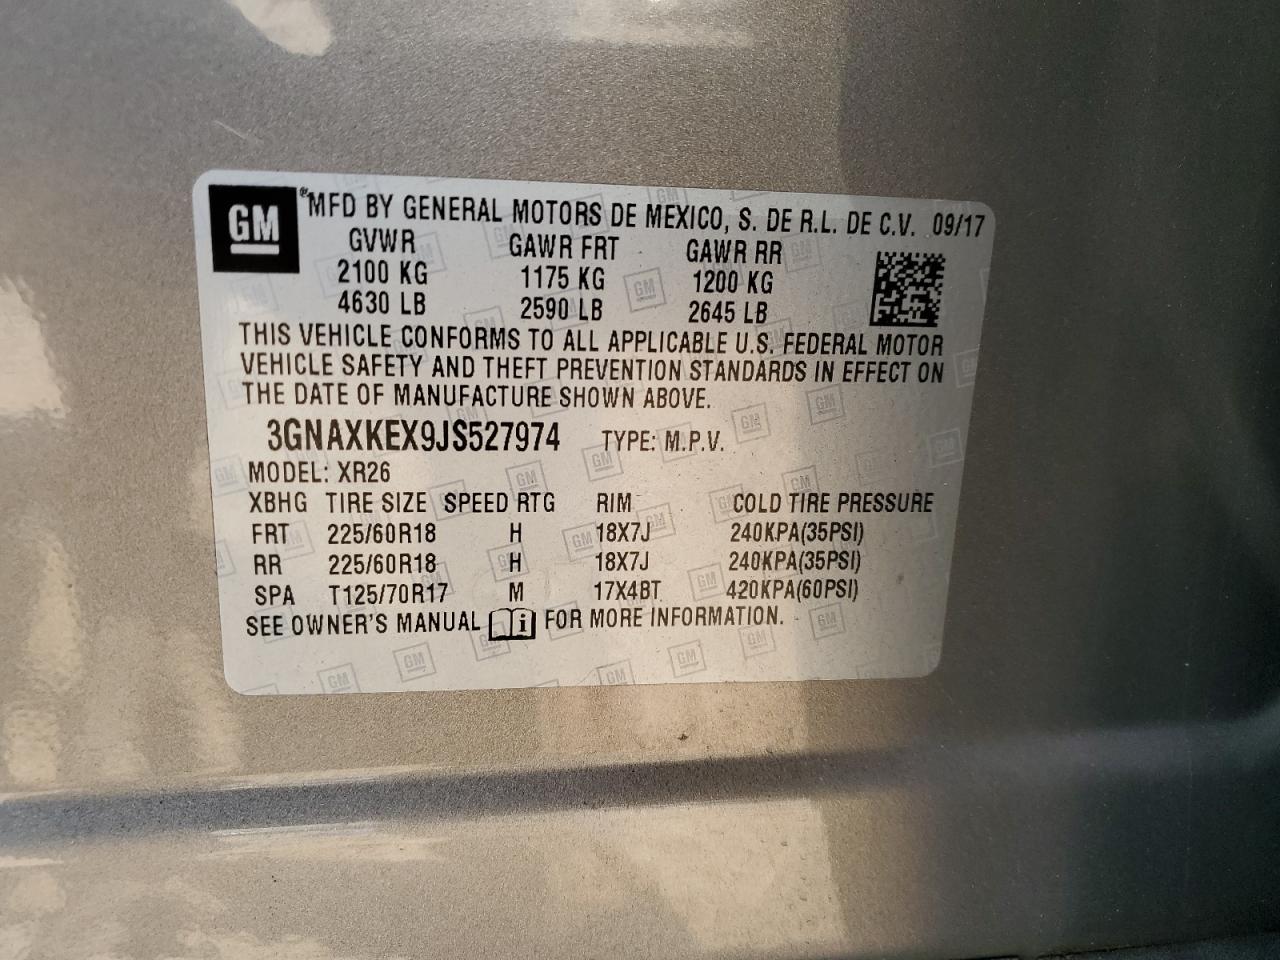 GM ®MFD BY GENERAL MOTORS DE MEXICO, S. DE R.L. DE C.V. 09/17
GVWR GAWR FRT GAWR RR
2100 KG 1175 KG 1200 KG
4630 LB 2590 LB 2645 LB
THIS VEHICLE CONFORMS TO ALL APPLICABLE U.S. FEDERAL MOTOR
VEHICLE SAFETY AND THEFT PREVENTION STANDARDS IN EFFECT ON
THE DATE OF MANUFACTURE SHOWN ABOVE.
3GNAXKEX9JS527974 TYPE: M.P.V.
MODEL: XR26
XBHG TIRE SIZE SPEED RTG RIM COLD TIRE PRESSURE
FRT 225/60R18 H 18X7J 240KPA(35PSI)
RR 225/60R18 H 18X7J 240KPA(35PSI)
SPA T125/70R17 M 17X4BT 420KPA(60PSI)
SEE OWNER'S MANUAL i FOR MORE INFORMATION.